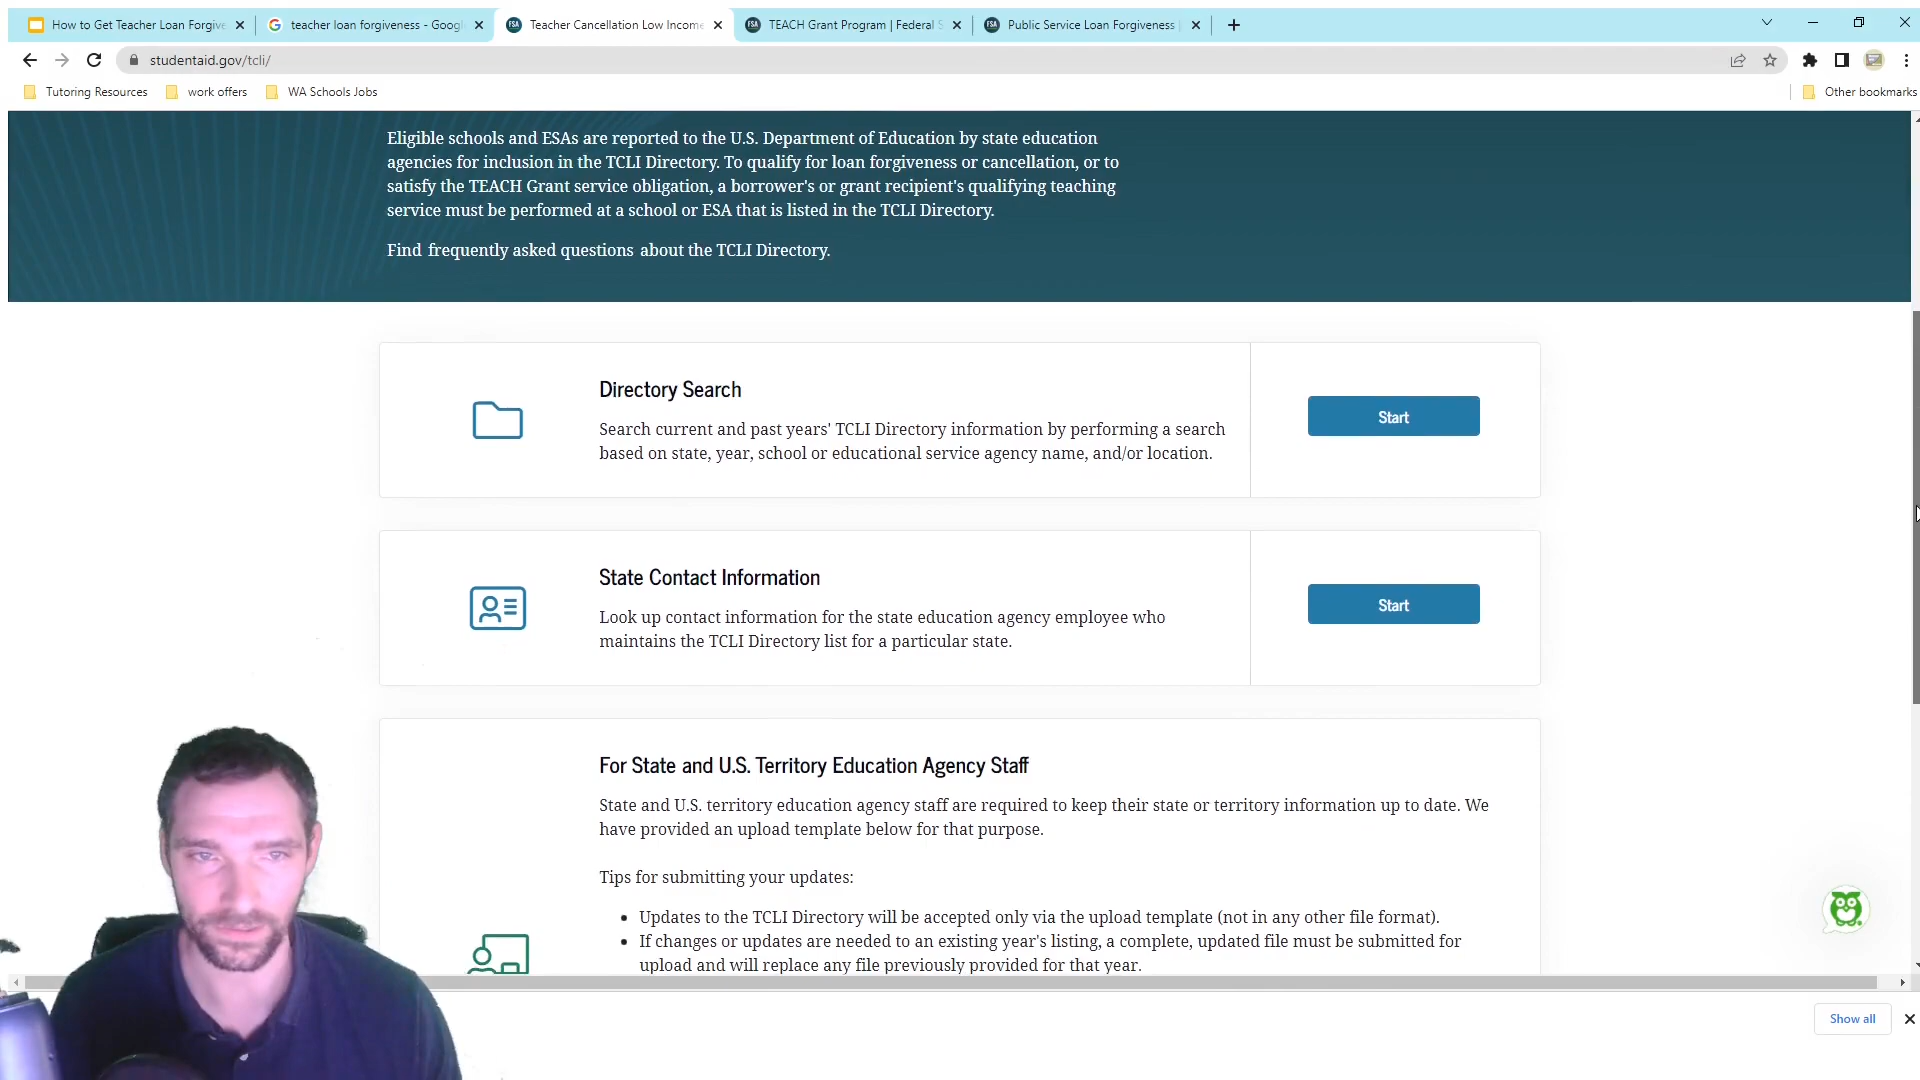 How to Get Teacher Loan Forgive
teacher loan forgiveness - Goog
Teacher Cancellation Low Incom
TEACH Grant Program | Federal S
Public Service Loan Forgiveness |
studentaid.gov/tcli/
Tutoring Resources
work offers
WA Schools Jobs
Other bookmarks
Eligible schools and ESAs are reported to the U.S. Department of Education by state education
agencies for inclusion in the TCLI Directory. To qualify for loan forgiveness or cancellation, or to
satisfy the TEACH Grant service obligation, a borrower's or grant recipient's qualifying teaching
service must be performed at a school or ESA that is listed in the TCLI Directory.
Find frequently asked questions about the TCLI Directory.
Directory Search
Search current and past years' TCLI Directory information by performing a search
based on state, year, school or educational service agency name, and/or location.
Start
State Contact Information
Look up contact information for the state education agency employee who
maintains the TCLI Directory list for a particular state.
Start
For State and U.S. Territory Education Agency Staff
State and U.S. territory education agency staff are required to keep their state or territory information up to date. We
have provided an upload template below for that purpose.
Tips for submitting your updates:
• Updates to the TCLI Directory will be accepted only via the upload template (not in any other file format).
• If changes or updates are needed to an existing year's listing, a complete, updated file must be submitted for
upload and will replace any file previously provided for that year.
Show all